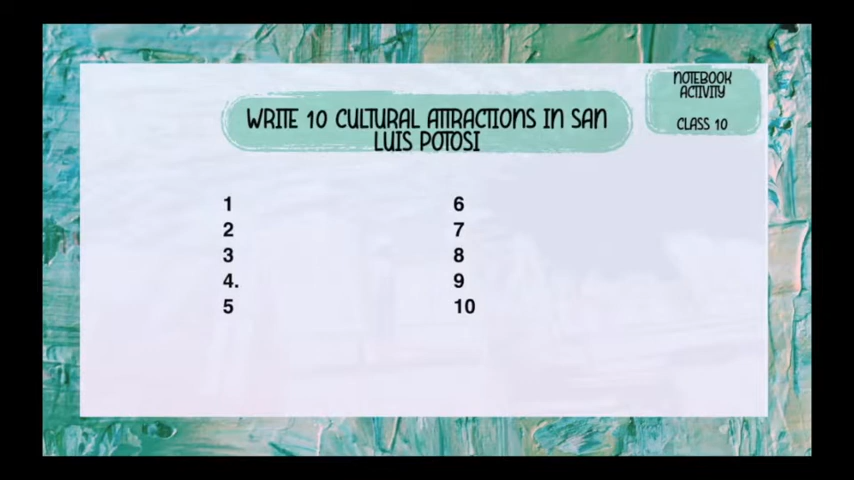 NOTEBOOK
ACTIVITY
CLASS 10
WRITE 10 CULTURAL ATTRACTIONS IN SAN
LUIS POTOSI
1
2
3
4.
5
6
7
8
9
10